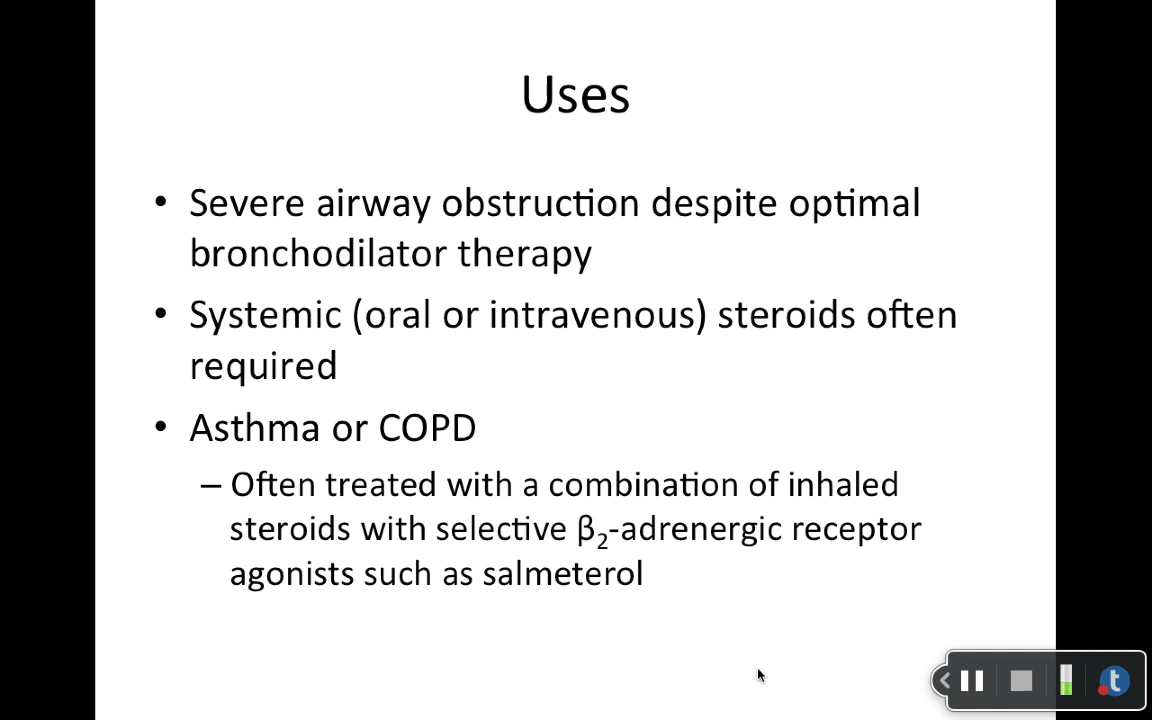 Uses
• Severe airway obstruction despite optimal
bronchodilator therapy
• Systemic (oral or intravenous) steroids often
required
• Asthma or COPD
– Often treated with a combination of inhaled
steroids with selective β₂-adrenergic receptor
agonists such as salmeterol
t